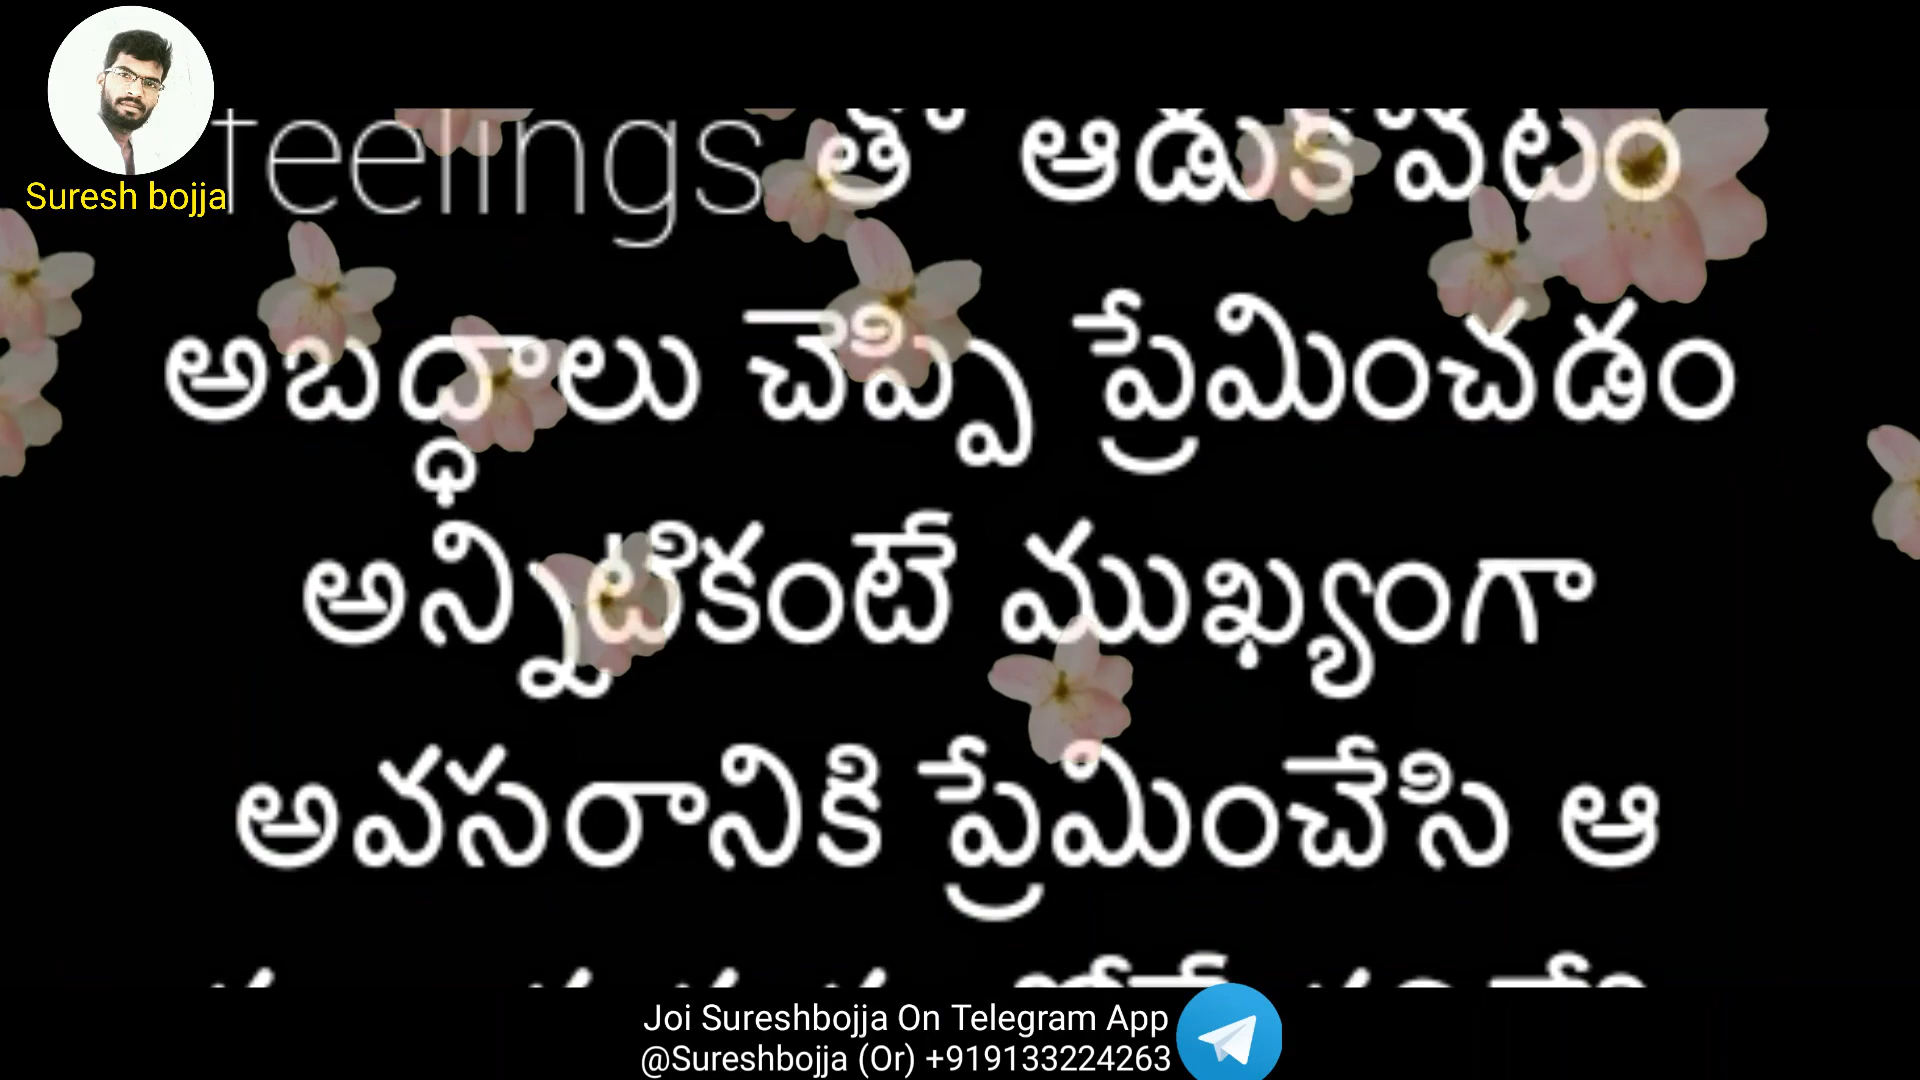 feelings తో ఆడుకోవటం
Suresh bojja
అబద్ధాలు చెప్పి ప్రేమించడం
అన్నిటికంటే ముఖ్యంగా
అవసరానికి ప్రేమించేసి ఆ
Joi Sureshbojja On Telegram App
@Sureshbojja (Or) +919133224263